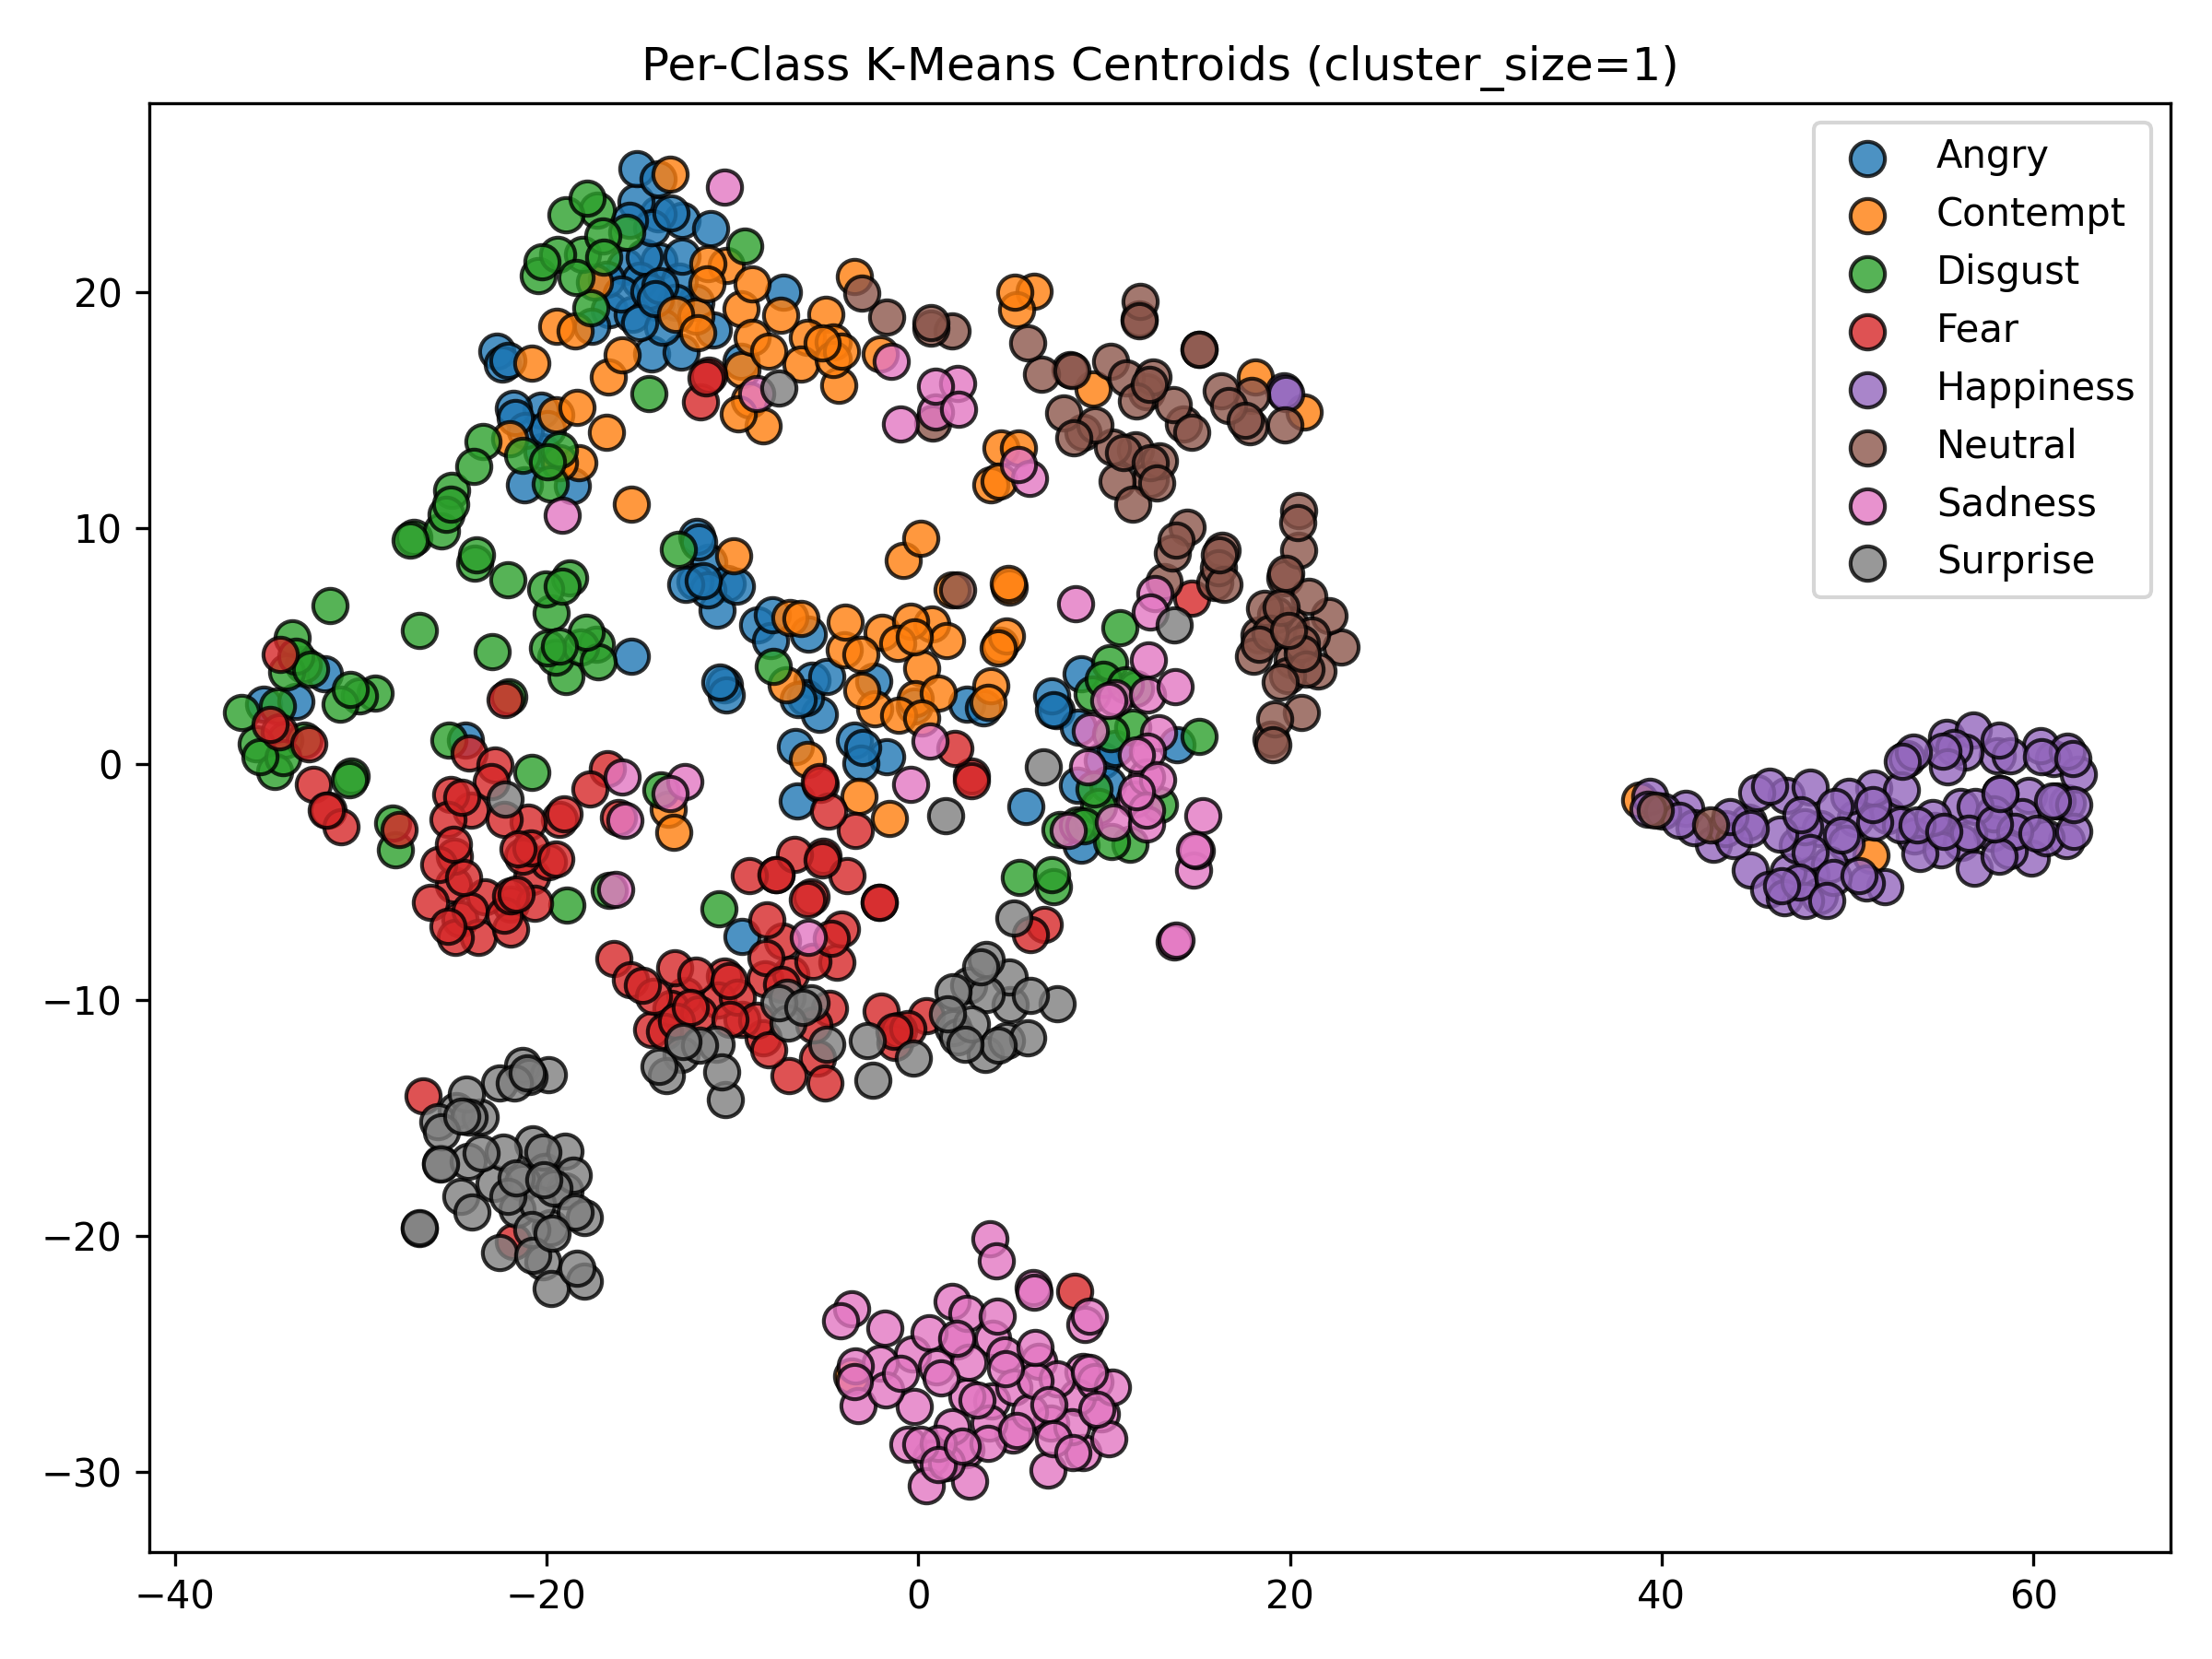 Per-Class K-Means Centroids (cluster_size=1)
Angry
Contempt
Disgust
Fear
Happiness
Neutral
Sadness
Surprise
20
10
0
−10
−20
−30
−40
−20
0
20
40
60